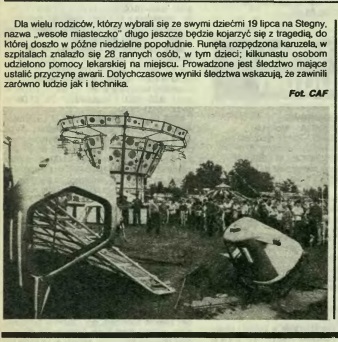 Dla wielu rodziców, którzy wybrali się ze swymi dziećmi 19 lipca na Stegny,
nazwa „wesołe miasteczko” długo jeszcze będzie kojarzyć się z tragedią, do
której doszło w późne niedzielne popołudnie. Runęła rozpędzona karuzela, w
szpitalach znalazło się 28 rannych osób, w tym dzieci; kilkunastu osobom
udzielono pomocy lekarskiej na miejscu. Prowadzone jest śledztwo mające
ustalić przyczynę awarii. Dotychczasowe wyniki śledztwa wskazują, że zawinili
zarówno ludzie jak i technika.
Fot. CAF